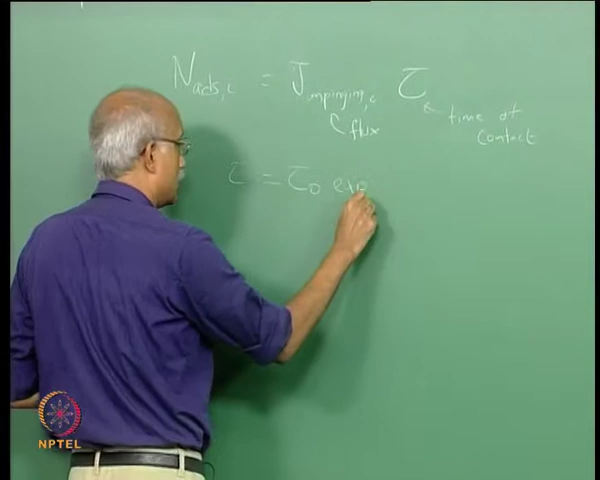 N ads,i = J impinging,i τ
flux
time of
contact
τ = τ₀ exp
NPTEL